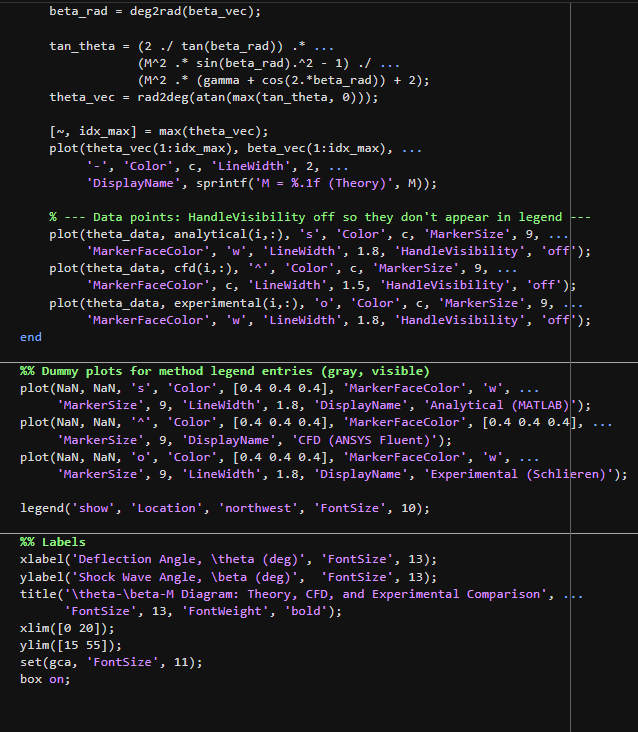 beta_rad = deg2rad(beta_vec);

    tan_theta = (2 ./ tan(beta_rad)) .* ...
                (M^2 .* sin(beta_rad).^2 - 1) ./ ...
                (M^2 .* (gamma + cos(2.*beta_rad)) + 2);
    theta_vec = rad2deg(atan(max(tan_theta, 0)));

    [~, idx_max] = max(theta_vec);
    plot(theta_vec(1:idx_max), beta_vec(1:idx_max), ...
         '-', 'Color', c, 'LineWidth', 2, ...
         'DisplayName', sprintf('M = %.1f (Theory)', M));

    % --- Data points: HandleVisibility off so they don't appear in legend ---
    plot(theta_data, analytical(i,:), 's', 'Color', c, 'MarkerSize', 9, ...
         'MarkerFaceColor', 'w', 'LineWidth', 1.8, 'HandleVisibility', 'off');
    plot(theta_data, cfd(i,:), '^', 'Color', c, 'MarkerSize', 9, ...
         'MarkerFaceColor', c, 'LineWidth', 1.5, 'HandleVisibility', 'off');
    plot(theta_data, experimental(i,:), 'o', 'Color', c, 'MarkerSize', 9, ...
         'MarkerFaceColor', 'w', 'LineWidth', 1.8, 'HandleVisibility', 'off');
end

%% Dummy plots for method legend entries (gray, visible)
plot(NaN, NaN, 's', 'Color', [0.4 0.4 0.4], 'MarkerFaceColor', 'w', ...
     'MarkerSize', 9, 'LineWidth', 1.8, 'DisplayName', 'Analytical (MATLAB)');
plot(NaN, NaN, '^', 'Color', [0.4 0.4 0.4], 'MarkerFaceColor', [0.4 0.4 0.4], ...
     'MarkerSize', 9, 'DisplayName', 'CFD (ANSYS Fluent)');
plot(NaN, NaN, 'o', 'Color', [0.4 0.4 0.4], 'MarkerFaceColor', 'w', ...
     'MarkerSize', 9, 'LineWidth', 1.8, 'DisplayName', 'Experimental (Schlieren)');

legend('show', 'Location', 'northwest', 'FontSize', 10);

%% Labels
xlabel('Deflection Angle, \theta (deg)', 'FontSize', 13);
ylabel('Shock Wave Angle, \beta (deg)',  'FontSize', 13);
title('\theta-\beta-M Diagram: Theory, CFD, and Experimental Comparison', ...
      'FontSize', 13, 'FontWeight', 'bold');
xlim([0 20]);
ylim([15 55]);
set(gca, 'FontSize', 11);
box on;